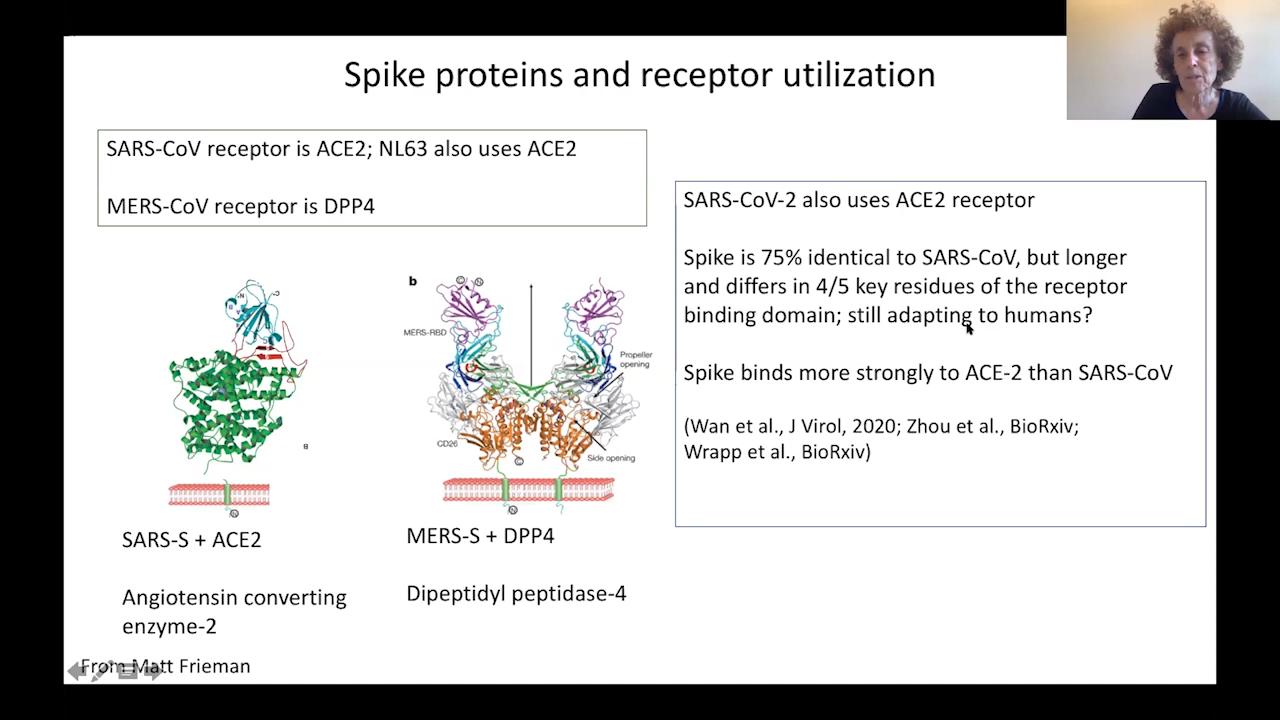 Spike proteins and receptor utilization
SARS-CoV receptor is ACE2; NL63 also uses ACE2
MERS-CoV receptor is DPP4
SARS-CoV-2 also uses ACE2 receptor
Spike is 75% identical to SARS-CoV, but longer
and differs in 4/5 key residues of the receptor
binding domain; still adapting to humans?
Spike binds more strongly to ACE-2 than SARS-CoV
(Wan et al., J Virol, 2020; Zhou et al., BioRxiv;
Wrapp et al., BioRxiv)
N
C
B
b
C N
MERS-RBD
Propeller
opening
CD26
C
Side opening
N
N
SARS-S + ACE2
Angiotensin converting
enzyme-2
MERS-S + DPP4
Dipeptidyl peptidase-4
From Matt Frieman